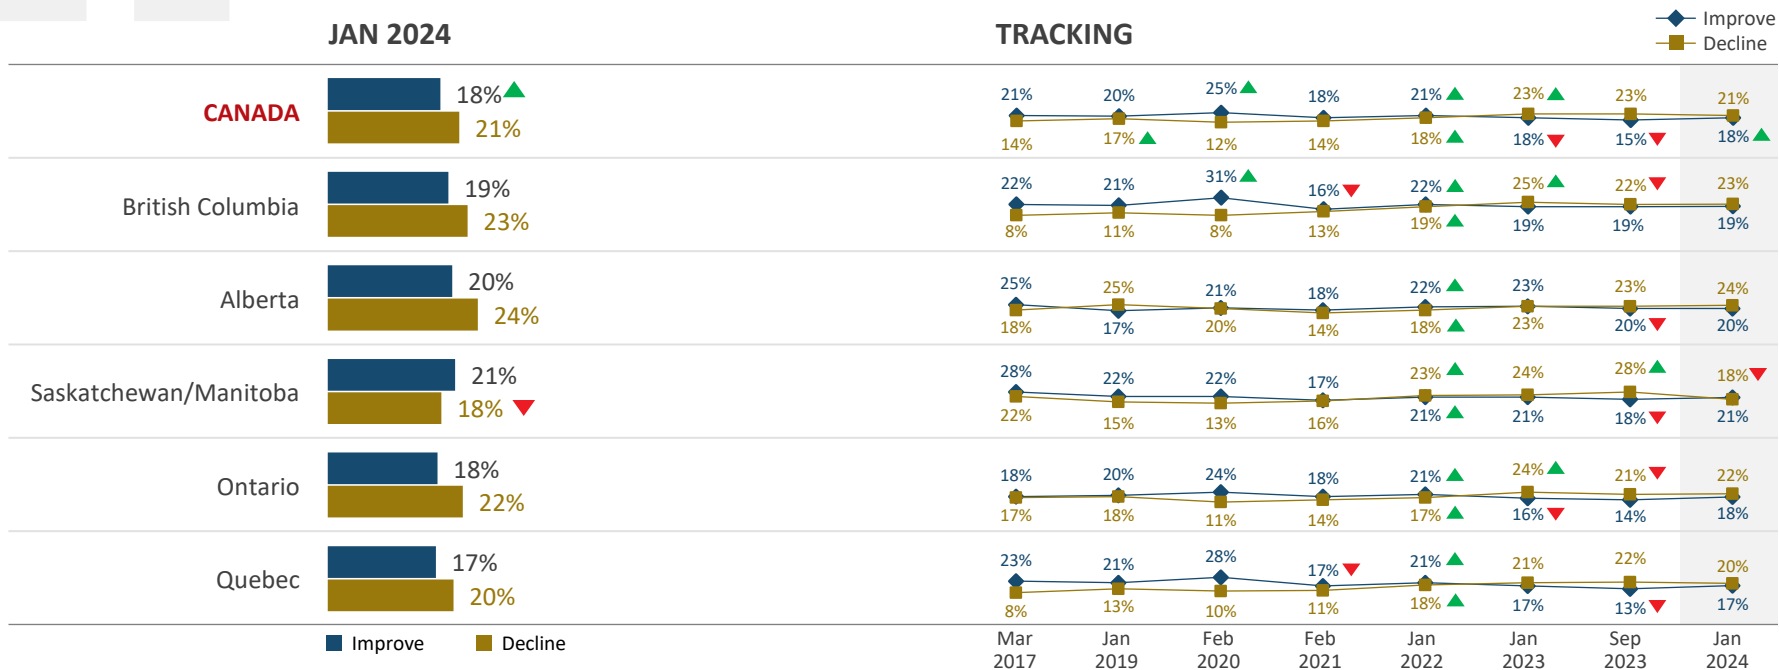 JAN 2024
TRACKING
Improve
Decline
CANADA
18%
21%
21% 20% 25% 18% 21% 23% 23% 21%
14% 17% 12% 14% 18% 18% 15% 18%
British Columbia
19%
23%
22% 21% 31% 16% 22% 25% 22% 23%
8% 11% 8% 13% 19% 19% 19% 19%
Alberta
20%
24%
25% 25% 21% 18% 22% 23% 23% 24%
18% 17% 20% 14% 18% 23% 20% 20%
Saskatchewan/Manitoba
21%
18%
28% 22% 22% 17% 23% 24% 28% 18%
22% 15% 13% 16% 21% 21% 18% 21%
Ontario
18%
22%
18% 20% 24% 18% 21% 24% 21% 22%
17% 18% 11% 14% 17% 16% 14% 18%
Quebec
17%
20%
23% 21% 28% 17% 21% 21% 22% 20%
8% 13% 10% 11% 18% 17% 13% 17%
Improve Decline
Mar Jan Feb Feb Jan Jan Sep Jan
2017 2019 2020 2021 2022 2023 2023 2024